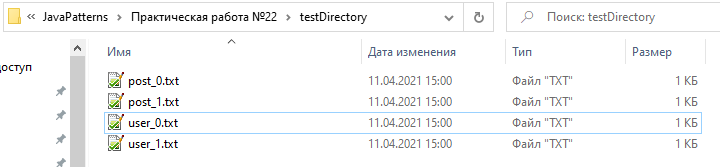 « JavaPatterns > Практическая работа №22 > testDirectory
Поиск: testDirectory
Имя Дата изменения Тип Размер
оступ
post_0.txt 11.04.2021 15:00 Файл "TXT" 1 КБ
post_1.txt 11.04.2021 15:00 Файл "TXT" 1 КБ
user_0.txt 11.04.2021 15:00 Файл "TXT" 1 КБ
user_1.txt 11.04.2021 15:00 Файл "TXT" 1 КБ